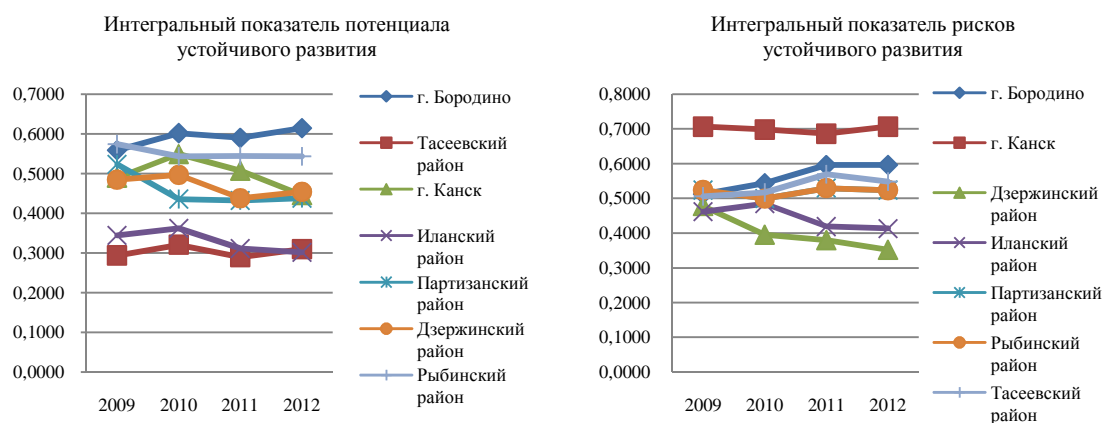 Интегральный показатель потенциала
устойчивого развития
0,7000
0,6000
0,5000
0,4000
0,3000
0,2000
0,1000
0,0000
2009 2010 2011 2012
г. Бородино
Тасеевский
район
г. Канск
Иланский
район
Партизанский
район
Дзержинский
район
Рыбинский
район
Интегральный показатель рисков
устойчивого развития
0,8000
0,7000
0,6000
0,5000
0,4000
0,3000
0,2000
0,1000
0,0000
2009 2010 2011 2012
г. Бородино
г. Канск
Дзержинский
район
Иланский
район
Партизанский
район
Рыбинский
район
Тасеевский
район